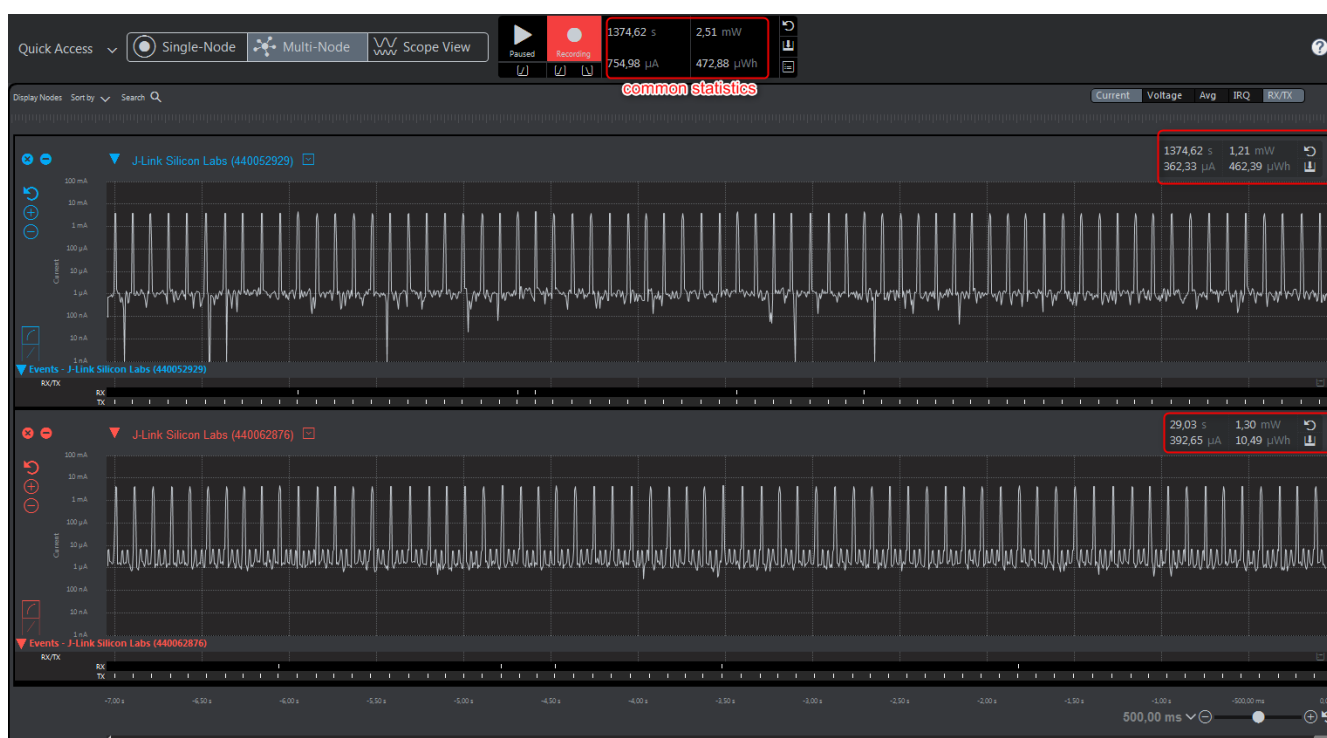 Quick Access
Single-Node
Multi-Node
Scope View
Paused
Recording
1374,62 s 2,51 mW
754,98 µA 472,88 µWh
common statistics
?
Display Nodes Sort by Search
Current Voltage Avg IRQ RX/TX
J-Link Silicon Labs (440052929)
1374,62 s 1,21 mW
362,33 µA 462,39 µWh
100 mA
10 mA
1 mA
100 µA
10 µA
1 µA
100 nA
10 nA
1 nA
Current
Events - J-Link Silicon Labs (440052929)
RX/TX
RX
TX
J-Link Silicon Labs (440062876)
29,03 s 1,30 mW
392,65 µA 10,49 µWh
100 mA
10 mA
1 mA
100 µA
10 µA
1 µA
100 nA
10 nA
1 nA
Current
Events - J-Link Silicon Labs (440062876)
RX/TX
RX
TX
-7,00 s -6,50 s -6,00 s -5,50 s -5,00 s -4,50 s -4,00 s -3,50 s -3,00 s -2,50 s -2,00 s -1,50 s -1,00 s -500,00 ms
500,00 ms